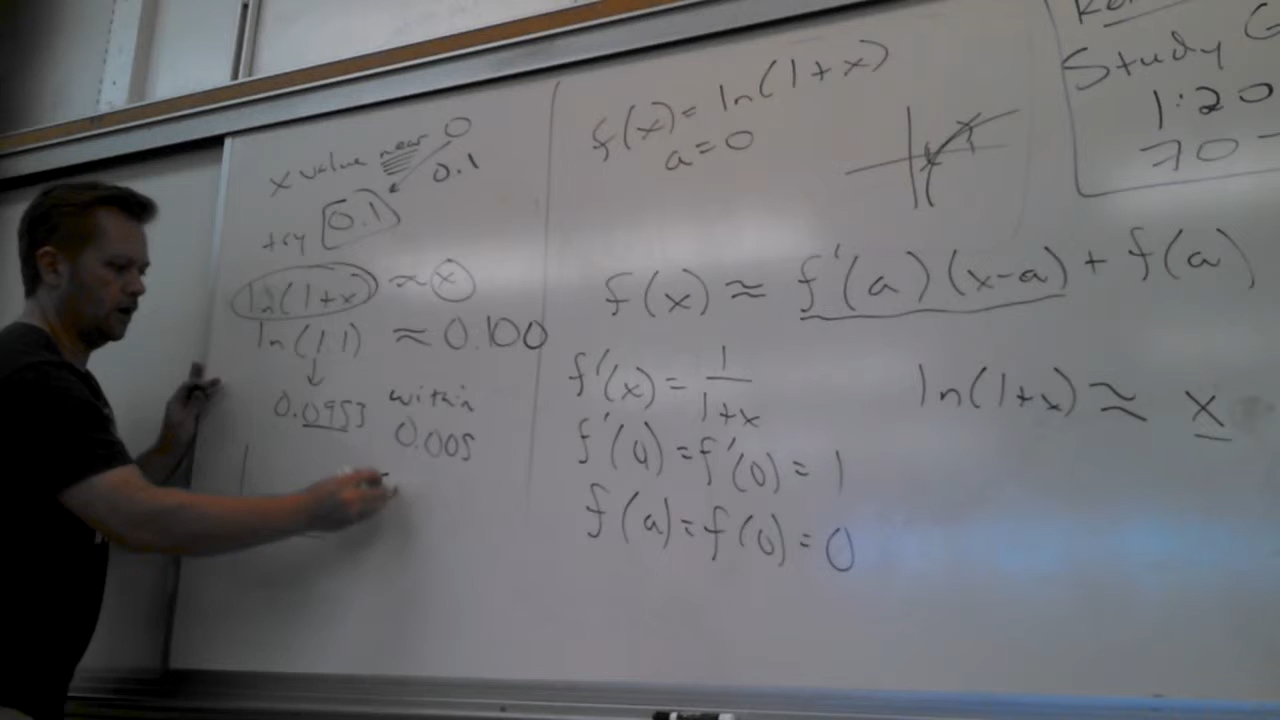 x value near 0
0.1
try 0.1
ln(1+x) ≈ x
ln(1.1) ≈ 0.100
0.0953 within
0.005
f(x) = ln(1+x)
a = 0
f(x) ≈ f'(a)(x-a) + f(a)
f'(x) = 1/(1+x)
f'(a) = f'(0) = 1
f(a) = f(0) = 0
ln(1+x) ≈ x
Study
1:20
70